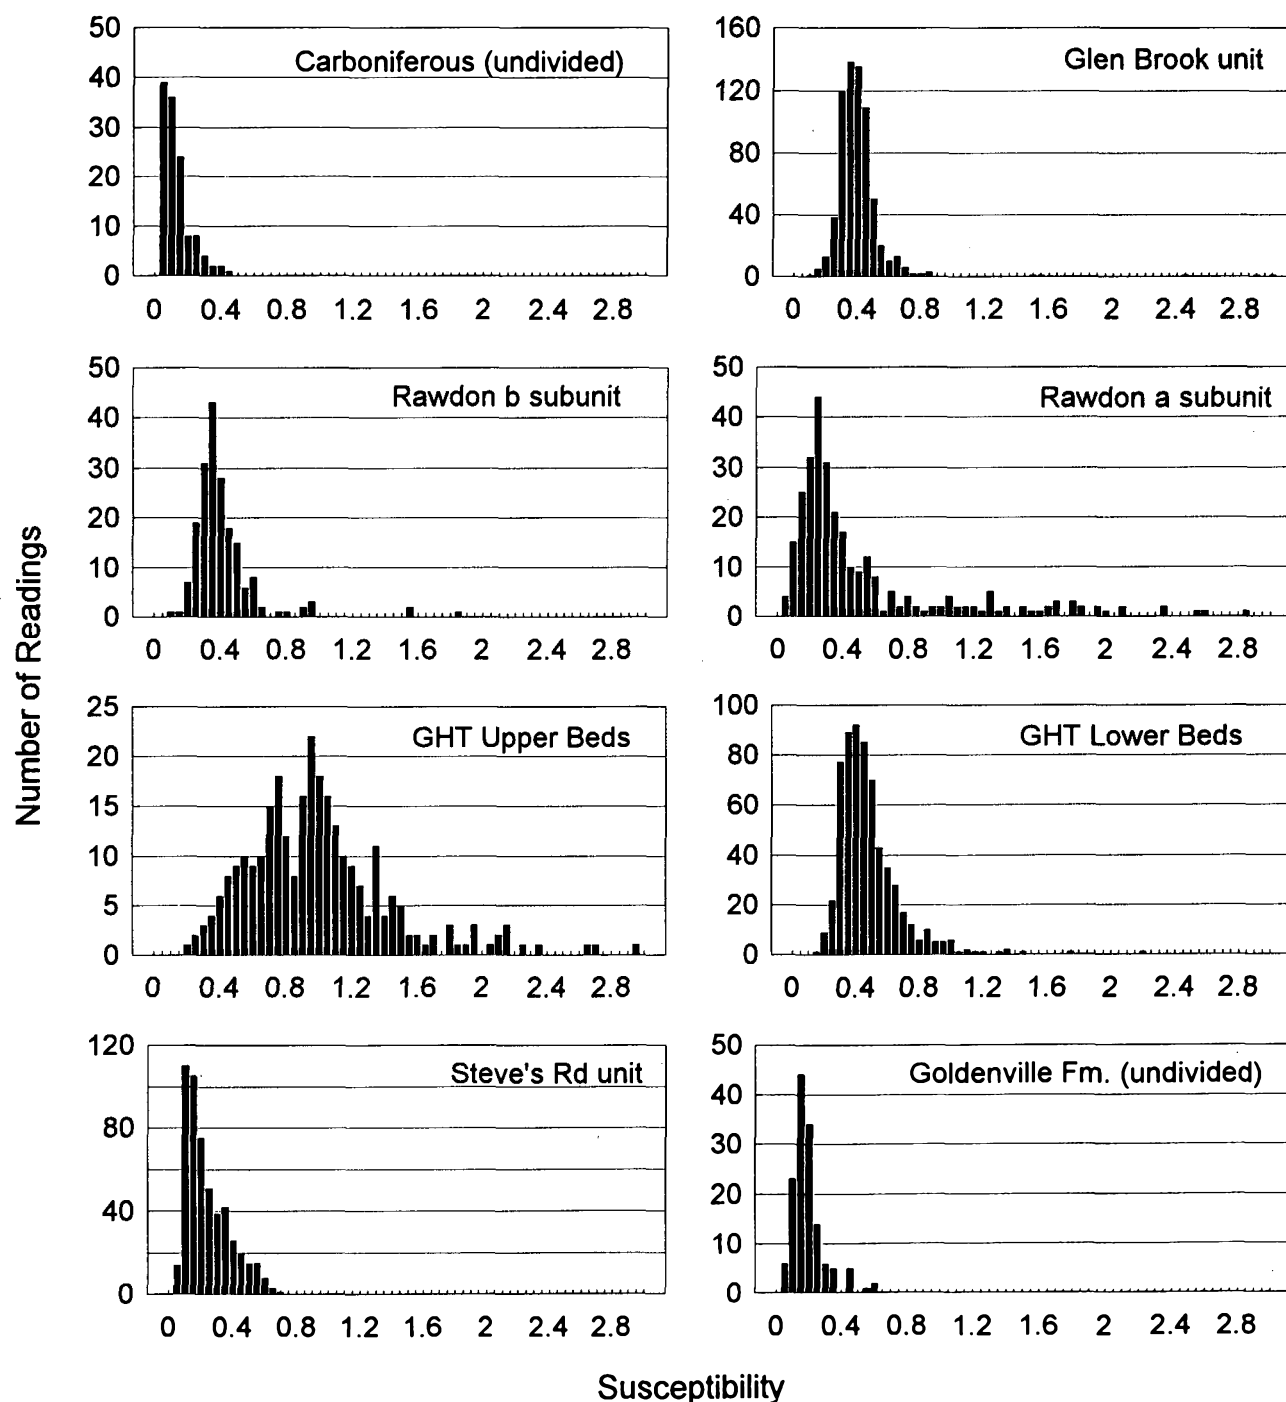 50
40
30
20
10
0
Carboniferous (undivided)
0 0.4 0.8 1.2 1.6 2 2.4 2.8
160
120
80
40
0
Glen Brook unit
0 0.4 0.8 1.2 1.6 2 2.4 2.8
50
40
30
20
10
0
Rawdon b subunit
0 0.4 0.8 1.2 1.6 2 2.4 2.8
50
40
30
20
10
0
Rawdon a subunit
0 0.4 0.8 1.2 1.6 2 2.4 2.8
Number of Readings
25
20
15
10
5
0
GHT Upper Beds
0 0.4 0.8 1.2 1.6 2 2.4 2.8
100
80
60
40
20
0
GHT Lower Beds
0 0.4 0.8 1.2 1.6 2 2.4 2.8
120
80
40
0
Steve's Rd unit
0 0.4 0.8 1.2 1.6 2 2.4 2.8
50
40
30
20
10
0
Goldenville Fm. (undivided)
0 0.4 0.8 1.2 1.6 2 2.4 2.8
Susceptibility